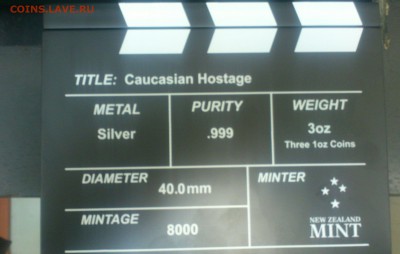 COINS.LAVE.RU
TITLE: Caucasian Hostage
METAL
PURITY
WEIGHT
Silver
.999
3oz
Three 1oz Coins
DIAMETER
40.0mm
MINTER
MINTAGE
8000
NEW ZEALAND
MINT